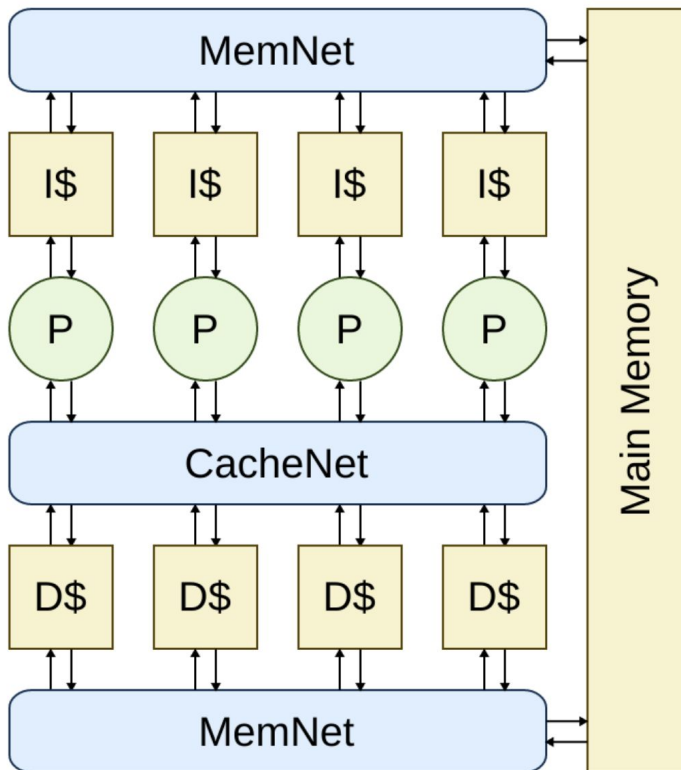 MemNet
I$ I$ I$ I$
P P P P
CacheNet
D$ D$ D$ D$
MemNet
Main Memory